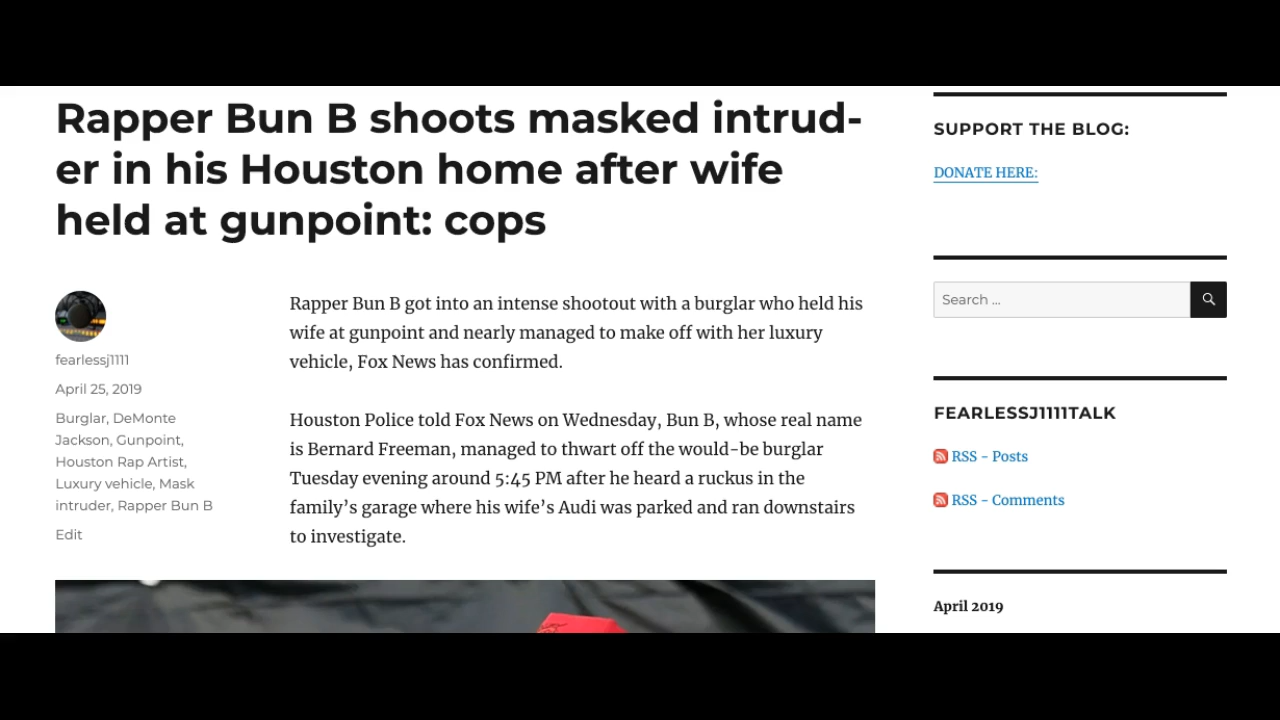 Rapper Bun B shoots masked intrud-
er in his Houston home after wife
held at gunpoint: cops
fearlessj1111
April 25, 2019
Burglar, DeMonte
Jackson, Gunpoint,
Houston Rap Artist,
Luxury vehicle, Mask
intruder, Rapper Bun B
Edit
Rapper Bun B got into an intense shootout with a burglar who held his
wife at gunpoint and nearly managed to make off with her luxury
vehicle, Fox News has confirmed.
Houston Police told Fox News on Wednesday, Bun B, whose real name
is Bernard Freeman, managed to thwart off the would-be burglar
Tuesday evening around 5:45 PM after he heard a ruckus in the
family’s garage where his wife’s Audi was parked and ran downstairs
to investigate.
SUPPORT THE BLOG:
DONATE HERE:
Search …
FEARLESSJ1111TALK
RSS - Posts
RSS - Comments
April 2019